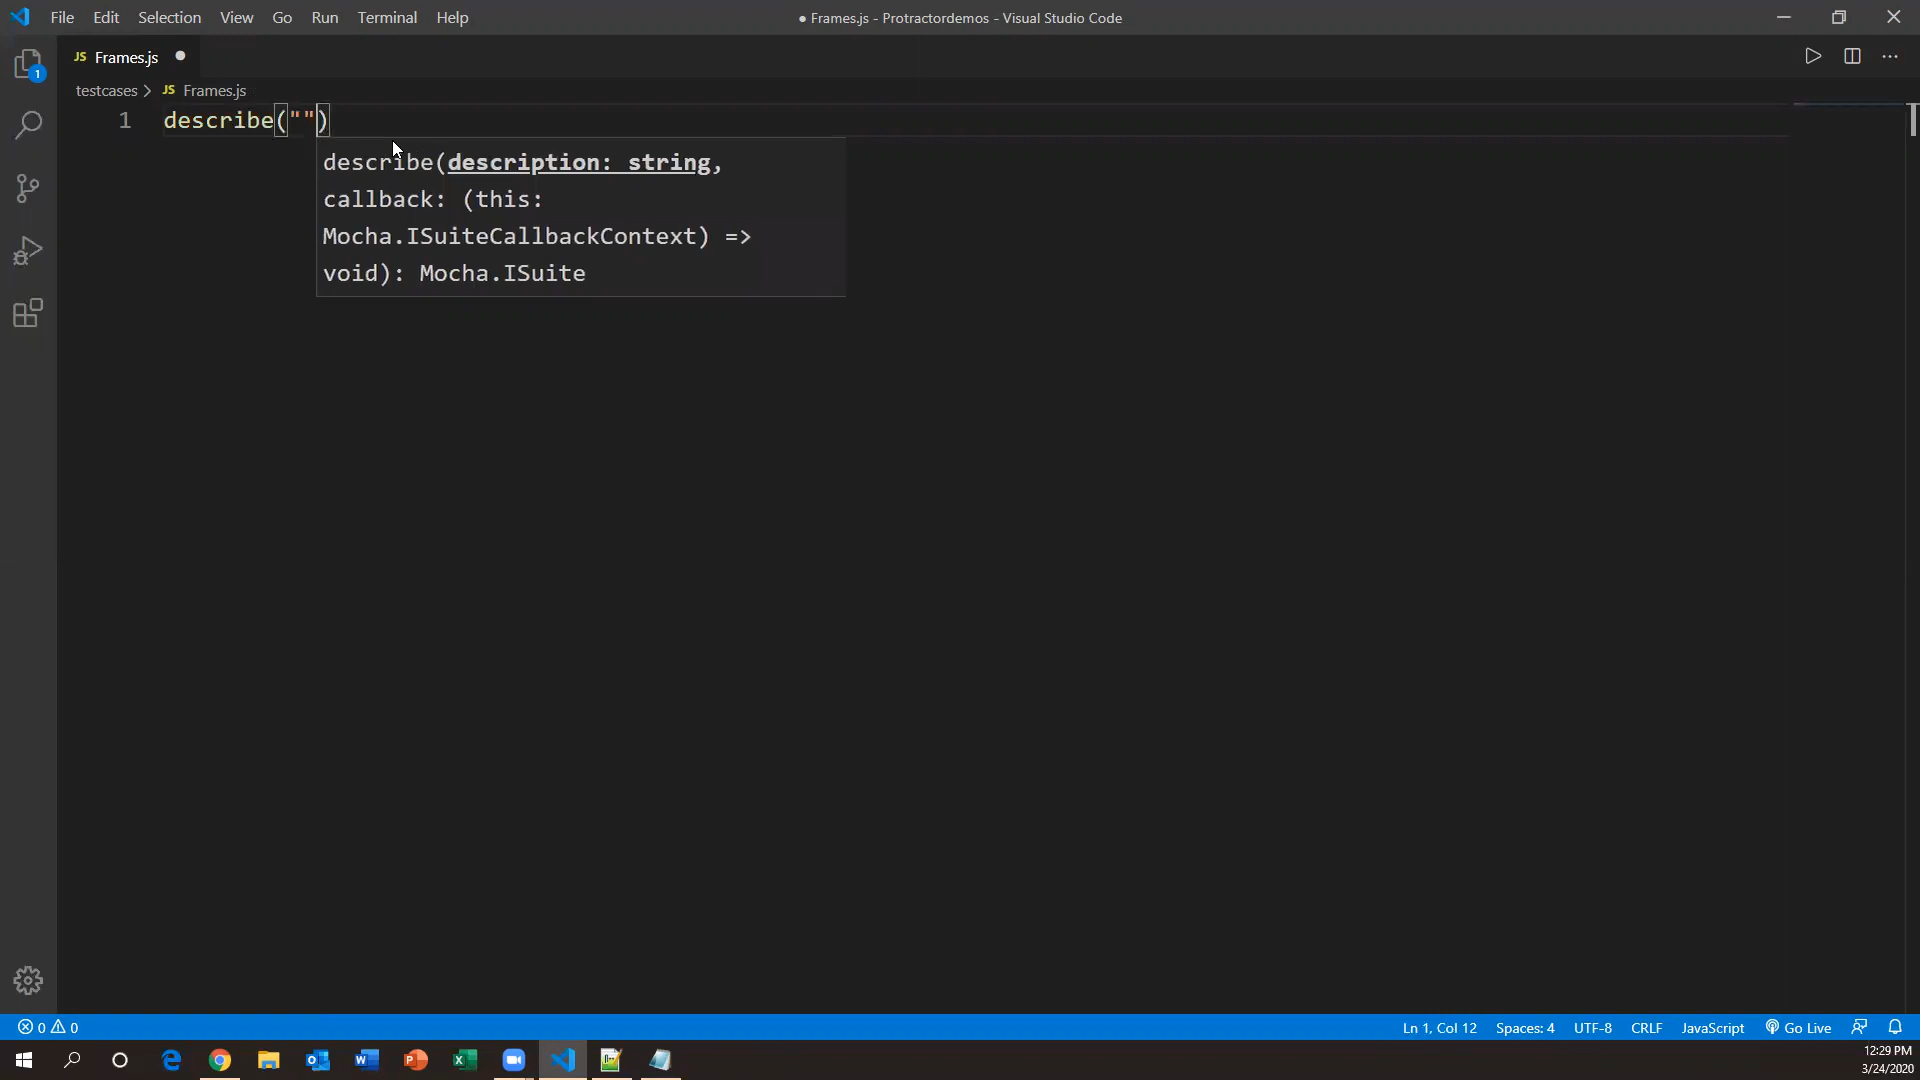 File Edit Selection View Go Run Terminal Help
● Frames.js - Protractordemos - Visual Studio Code
JS Frames.js ●
1
testcases > JS Frames.js
1 describe("")
describe(description: string,
callback: (this:
Mocha.ISuiteCallbackContext) =>
void): Mocha.ISuite
0 0
Ln 1, Col 12 Spaces: 4 UTF-8 CRLF JavaScript Go Live
12:29 PM
3/24/2020